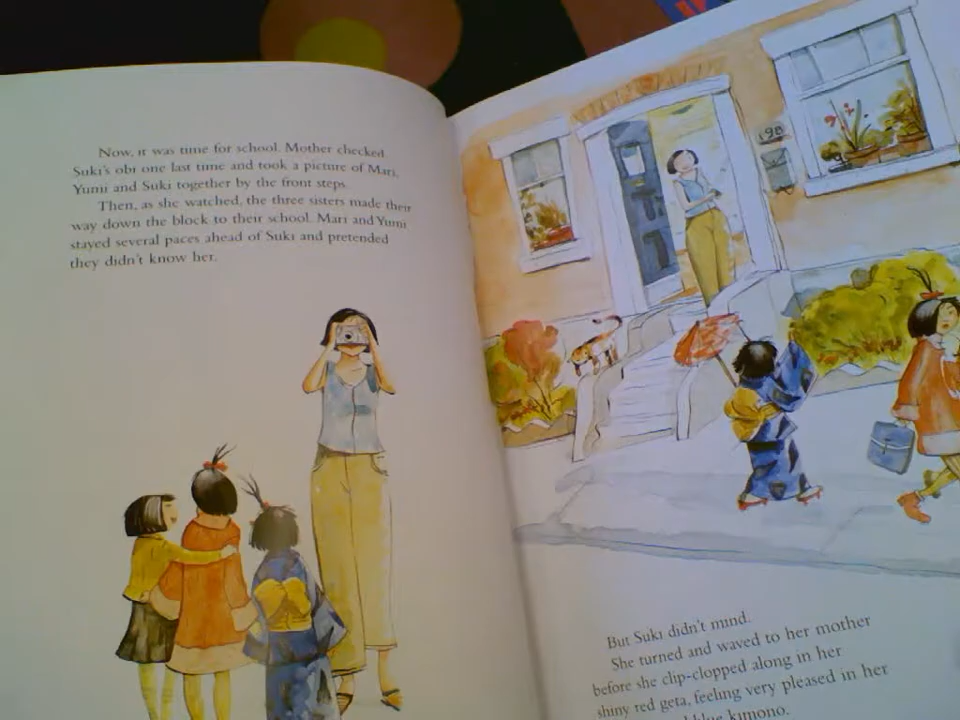 Now, it was time for school. Mother checked
Suki's obi one last time and took a picture of Mari,
Yumi and Suki together by the front steps.
Then, as she watched, the three sisters made their
way down the block to their school. Mari and Yumi
stayed several paces ahead of Suki and pretended
they didn't know her.
198
But Suki didn't mind.
She turned and waved to her mother
before she clip-clopped along in her
shiny red geta, feeling very pleased in her
blue kimono.